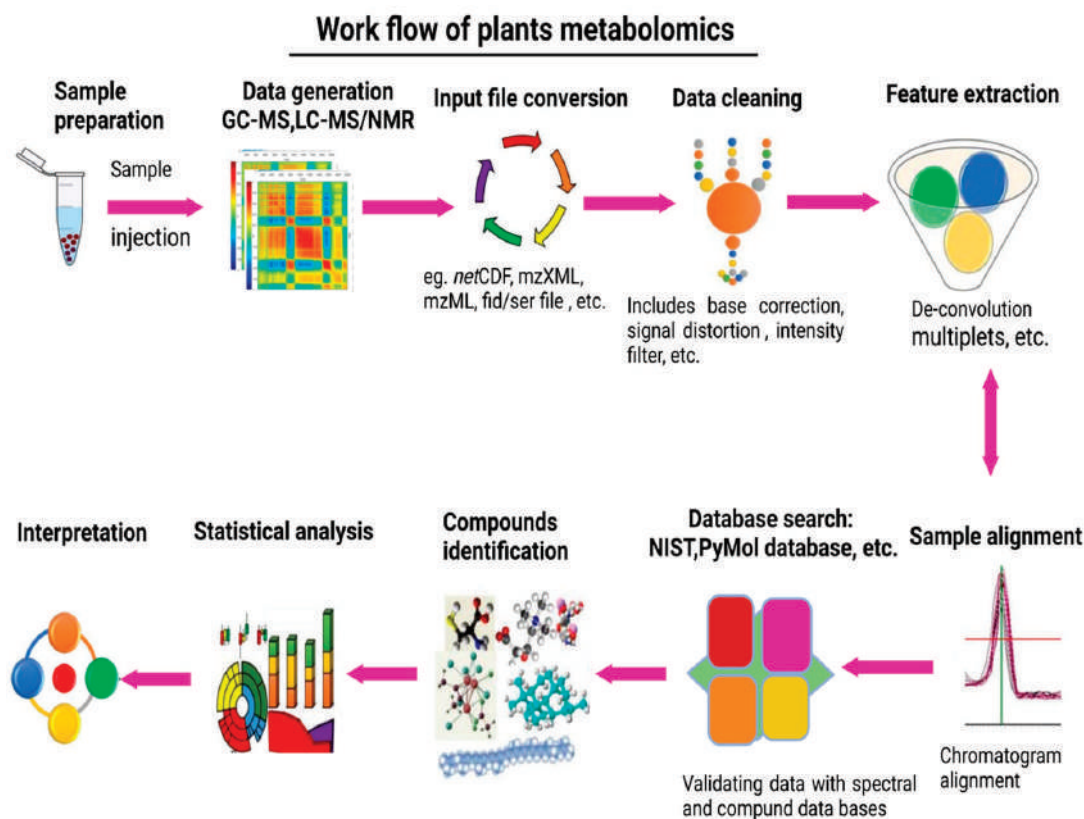 Work flow of plants metabolomics
Sample
preparation
Sample
injection
Data generation
GC-MS,LC-MS/NMR
Input file conversion
eg. netCDF, mzXML,
mzML, fid/ser file , etc.
Data cleaning
Includes base correction,
signal distortion , intensity
filter, etc.
Feature extraction
De-convolution
multiplets, etc.
Interpretation
Statistical analysis
Compounds
identification
Database search:
NIST,PyMol database, etc.
Validating data with spectral
and compund data bases
Sample alignment
Chromatogram
alignment